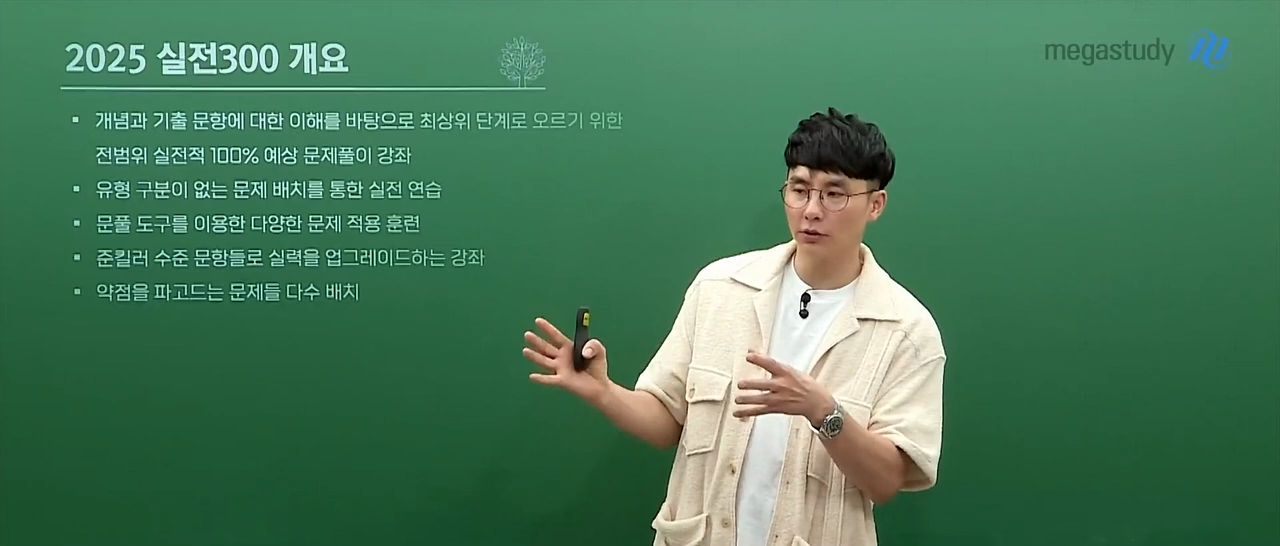 2025 실전300 개요
megastudy
▪ 개념과 기출 문항에 대한 이해를 바탕으로 최상위 단계로 오르기 위한
전범위 실전적 100% 예상 문제풀이 강좌
▪ 유형 구분이 없는 문제 배치를 통한 실전 연습
▪ 문풀 도구를 이용한 다양한 문제 적용 훈련
▪ 준킬러 수준 문항들로 실력을 업그레이드하는 강좌
▪ 약점을 파고드는 문제들 다수 배치